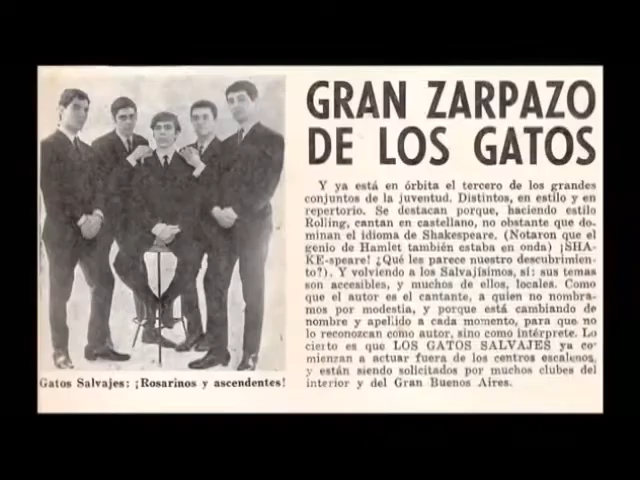 GRAN ZARPAZO
DE LOS GATOS
Y ya está en órbita el tercero de los grandes
conjuntos de la juventud. Distintos, en estilo y en
repertorio. Se destacan porque, haciendo estilo
Rolling, cantan en castellano, no obstante que do-
minan el idioma de Shakespeare. (Notaron que el
genio de Hamlet también estaba en onda) ¡SHA-
KE-speare! ¿Qué les parece nuestro descubrimien-
to?). Y volviendo a los Salvajísimos, sí: sus temas
son accesibles, y muchos de ellos, locales. Como
que el autor es el cantante, a quien no nombra-
mos por modestia, y porque está cambiando de
nombre y apellido a cada momento, para que no
lo reconozcan como autor, sino como intérprete. Lo
cierto es que LOS GATOS SALVAJES ya co-
mienzan a actuar fuera de los centros escalenos,
y están siendo solicitados por muchos clubes del
interior y del Gran Buenos Aires.
Gatos Salvajes: ¡Rosarinos y ascendentes!